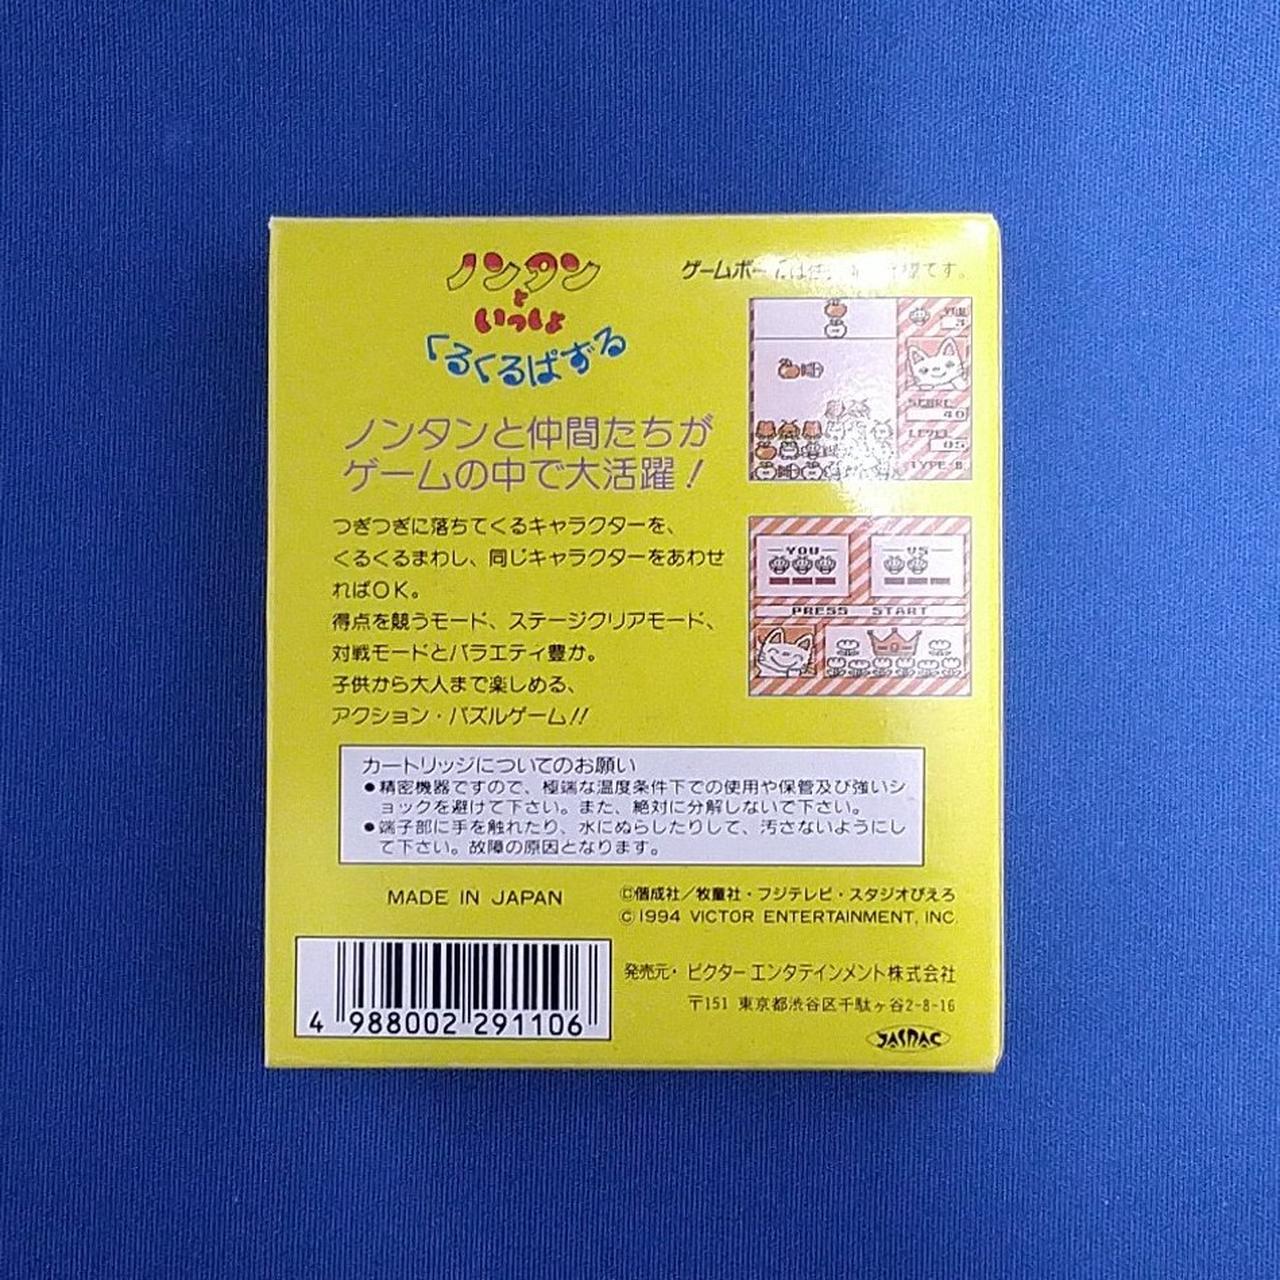 ノンタン
と
いっしょ
くるくるぱずる
ゲームボー
です。
ノンタンと仲間たちが
ゲームの中で大活躍！
つぎつぎに落ちてくるキャラクターを、
くるくるまわし、同じキャラクターをあわせ
ればOK。
得点を競うモード、ステージクリアモード、
対戦モードとバラエティ豊か。
子供から大人まで楽しめる、
アクション・パズルゲーム!!
SCORE
40
LEVEL
05
TYPE-B
YOU
VS
PRESS START
カートリッジについてのお願い
●精密機器ですので、極端な温度条件下での使用や保管及び強いシ
ョックを避けて下さい。また、絶対に分解しないで下さい。
●端子部に手を触れたり、水にぬらしたりして、汚さないようにし
て下さい。故障の原因となります。
MADE IN JAPAN
©偕成社／牧童社・フジテレビ・スタジオぴえろ
©1994 VICTOR ENTERTAINMENT, INC.
発売元・ビクターエンタテインメント株式会社
〒151 東京都渋谷区千駄ヶ谷2-8-16
JASRAC
4 988002 291106